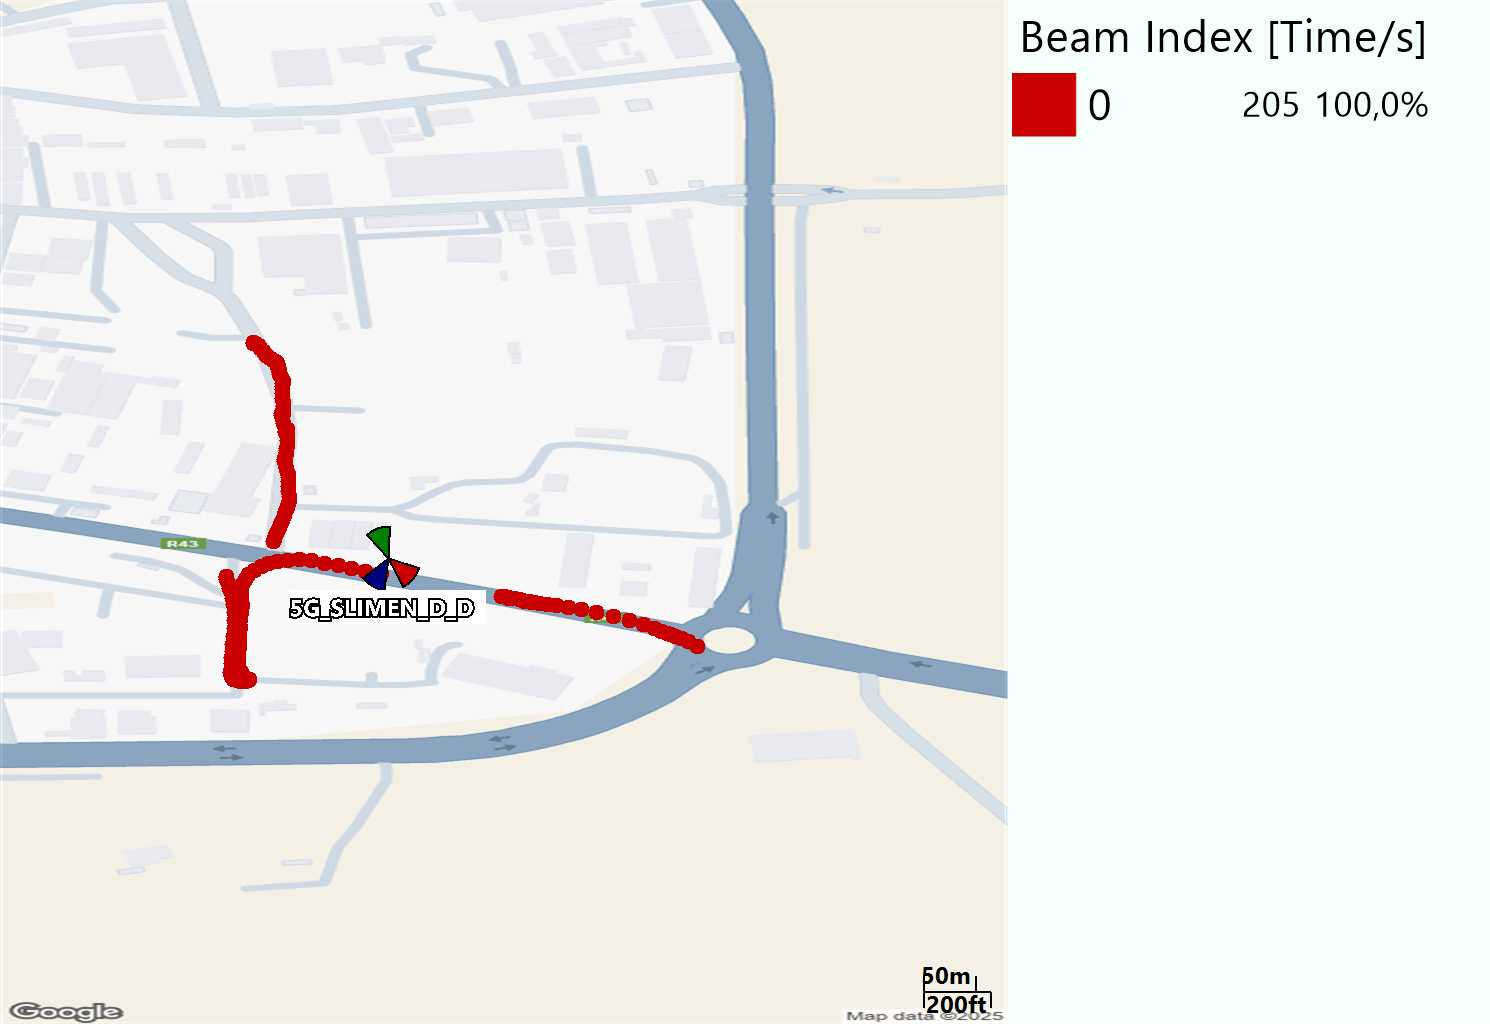 Beam Index [Time/s]
0 205 100,0%
R43
5G_SLIMEN_D_D
50m
200ft
Google
Map data ©2025